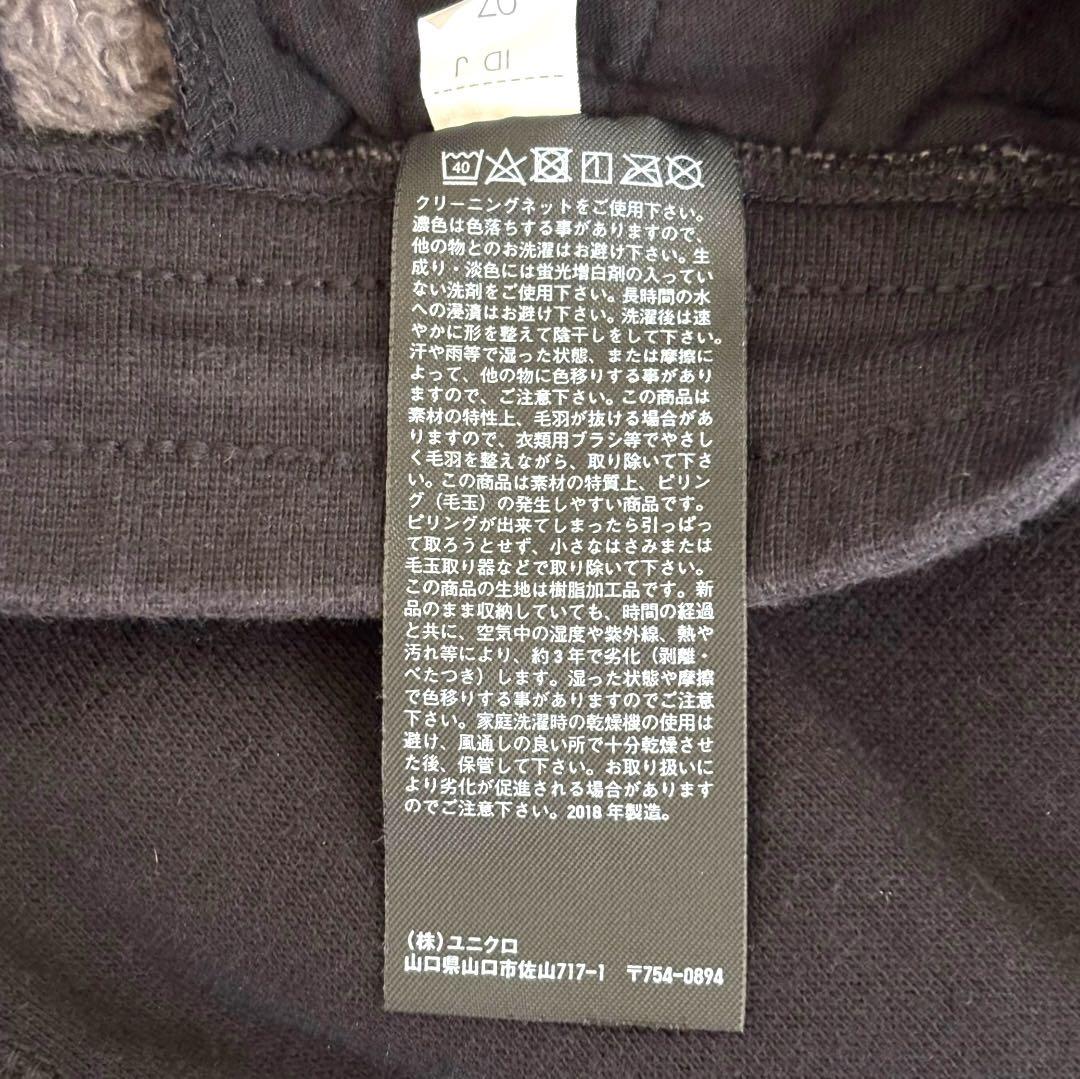 07
ID J
40
クリーニングネットをご使用下さい。
濃色は色落ちする事がありますので、
他の物とのお洗濯はお避け下さい。生
成り・淡色には蛍光増白剤の入ってい
ない洗剤をご使用下さい。長時間の水
への浸漬はお避け下さい。洗濯後は速
やかに形を整えて陰干しをして下さい。
汗や雨等で湿った状態、または摩擦に
よって、他の物に色移りする事があり
ますので、ご注意下さい。この商品は
素材の特性上、毛羽が抜ける場合があ
りますので、衣類用ブラシ等でやさし
く毛羽を整えながら、取り除いて下さ
い。この商品は素材の特質上、ピリン
グ（毛玉）の発生しやすい商品です。
ピリングが出来てしまったら引っぱっ
て取ろうとせず、小さなはさみまたは
毛玉取り器などで取り除いて下さい。
この商品の生地は樹脂加工品です。新
品のまま収納していても、時間の経過
と共に、空気中の湿度や紫外線、熱や
汚れ等により、約3年で劣化（剥離・
べたつき）します。湿った状態や摩擦
で色移りする事がありますのでご注意
下さい。家庭洗濯時の乾燥機の使用は
避け、風通しの良い所で十分乾燥させ
た後、保管して下さい。お取り扱いに
より劣化が促進される場合があります
のでご注意下さい。2018年製造。
(株)ユニクロ
山口県山口市佐山717-1 〒754-0894